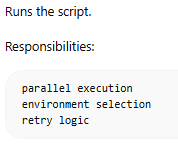 Runs the script.
Responsibilities:
parallel execution
environment selection
retry logic